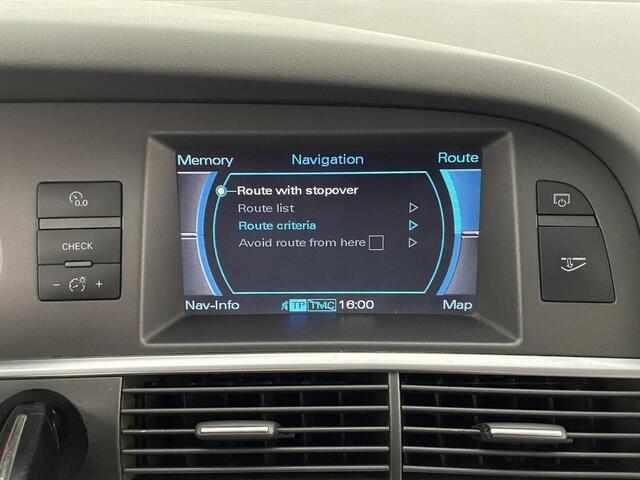 Memory Navigation Route
Route with stopover
Route list
Route criteria
Avoid route from here
Nav-Info TP TMC 16:00 Map
0.0
CHECK
- +